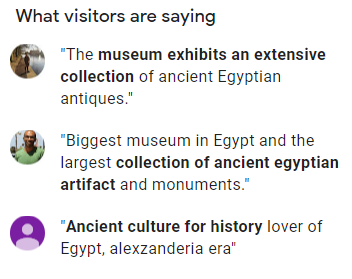 What visitors are saying
"The museum exhibits an extensive
collection of ancient Egyptian
antiques."
"Biggest museum in Egypt and the
largest collection of ancient egyptian
artifact and monuments."
"Ancient culture for history lover of
Egypt, alexzanderia era"